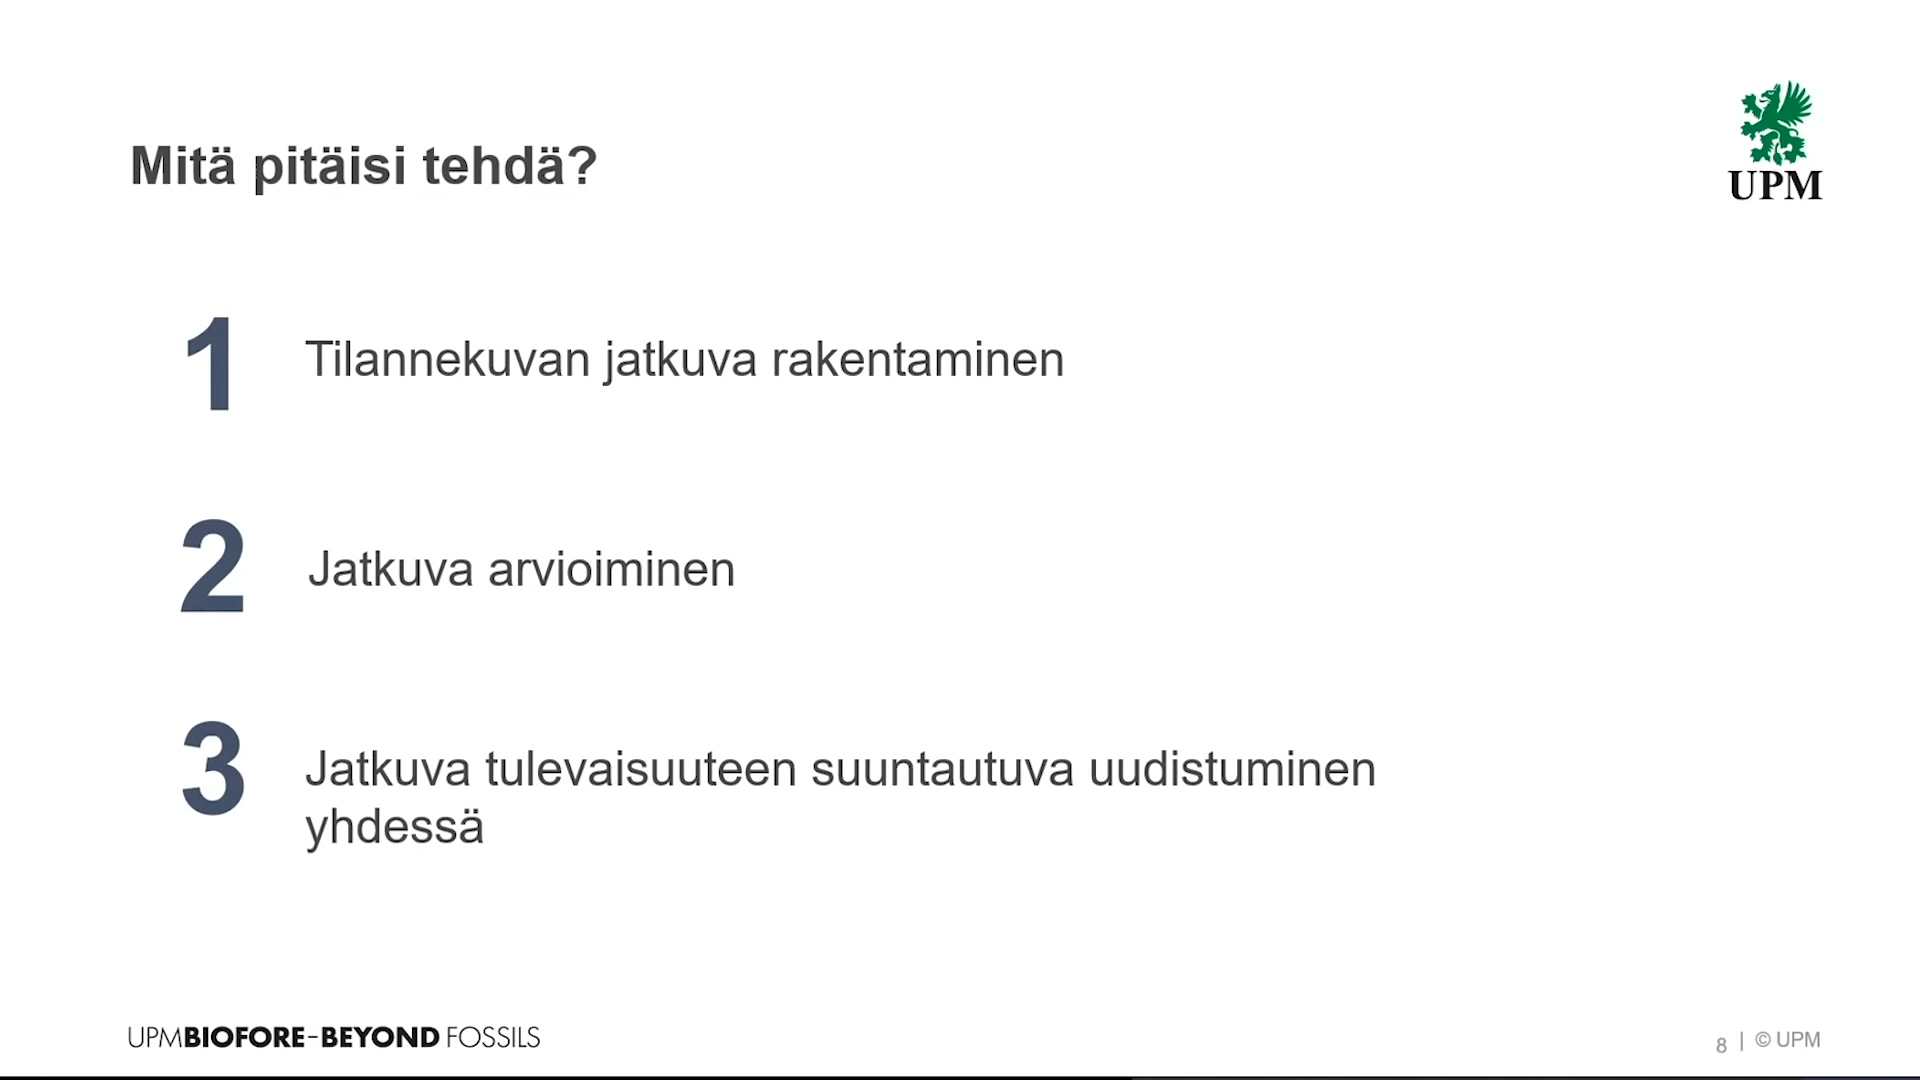 Mitä pitäisi tehdä?
UPM
1 Tilannekuvan jatkuva rakentaminen
2 Jatkuva arvioiminen
3 Jatkuva tulevaisuuteen suuntautuva uudistuminen
yhdessä
UPMBIOFORE–BEYOND FOSSILS
8 | © UPM